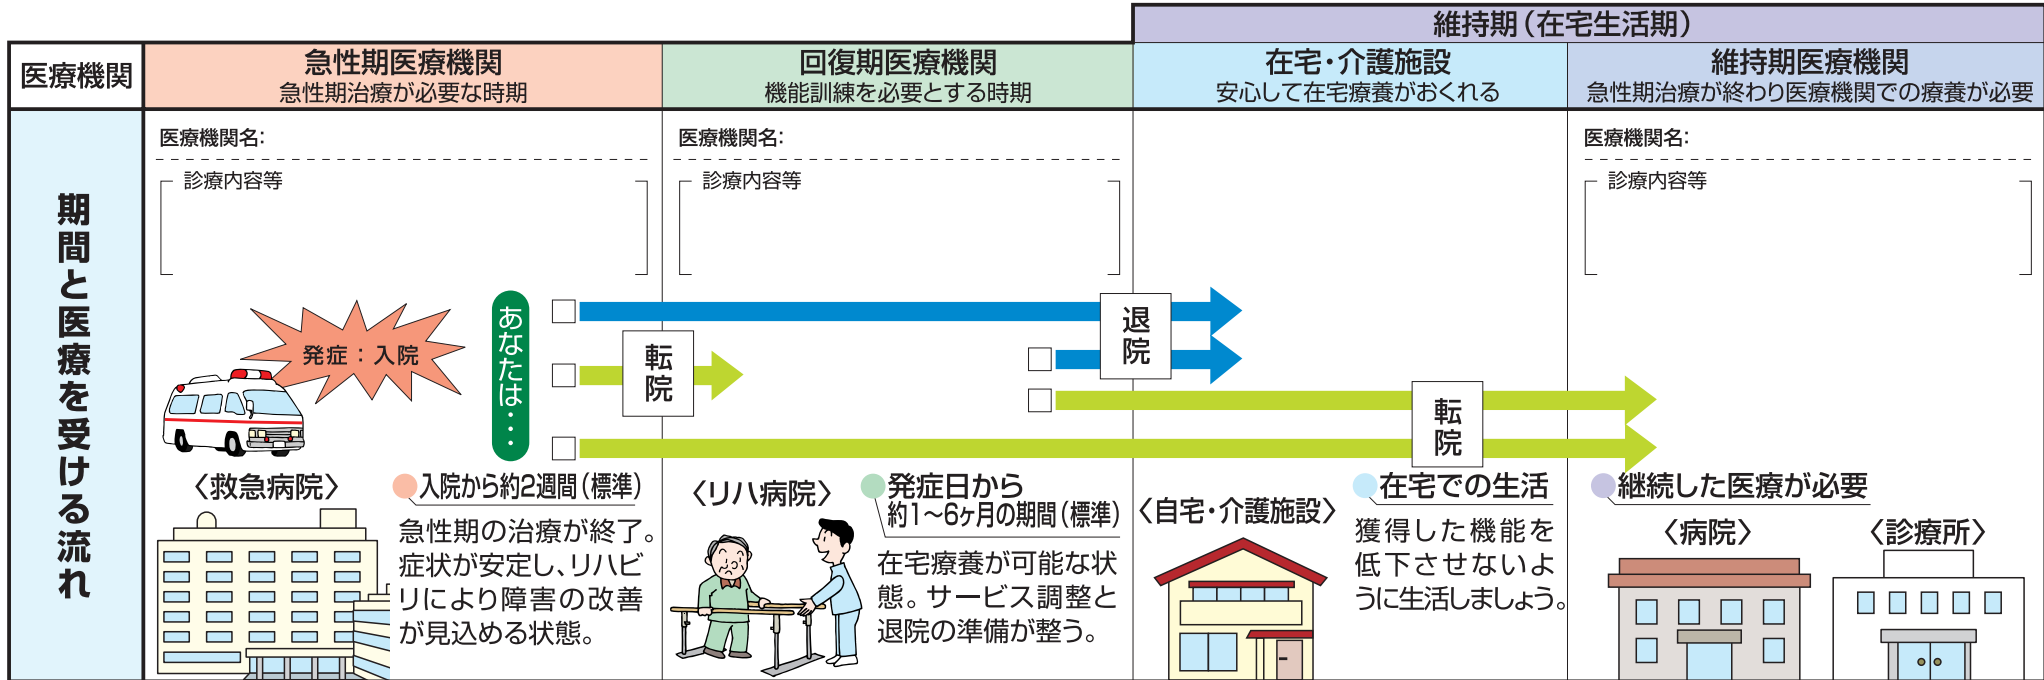 維持期（在宅生活期）
医療機関
急性期医療機関
急性期治療が必要な時期
回復期医療機関
機能訓練を必要とする時期
在宅・介護施設
安心して在宅療養がおくれる
維持期医療機関
急性期治療が終わり医療機関での療養が必要
期間と医療を受ける流れ
医療機関名：
診療内容等
医療機関名：
診療内容等
医療機関名：
診療内容等
発症：入院
あなたは・・・
転院
退院
転院
〈救急病院〉
入院から約2週間（標準）
急性期の治療が終了。
症状が安定し、リハビ
リにより障害の改善
が見込める状態。
〈リハ病院〉
発症日から
約1～6ヶ月の期間（標準）
在宅療養が可能な状
態。サービス調整と
退院の準備が整う。
〈自宅・介護施設〉
在宅での生活
獲得した機能を
低下させないよ
うに生活しましょう。
継続した医療が必要
〈病院〉
〈診療所〉